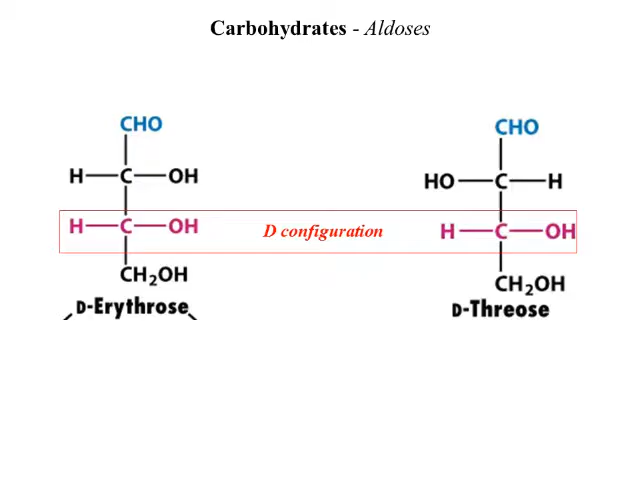 Carbohydrates - Aldoses
CHO
H—C—OH
H—C—OH
CH2OH
D-Erythrose
D configuration
CHO
HO—C—H
H—C—OH
CH2OH
D-Threose